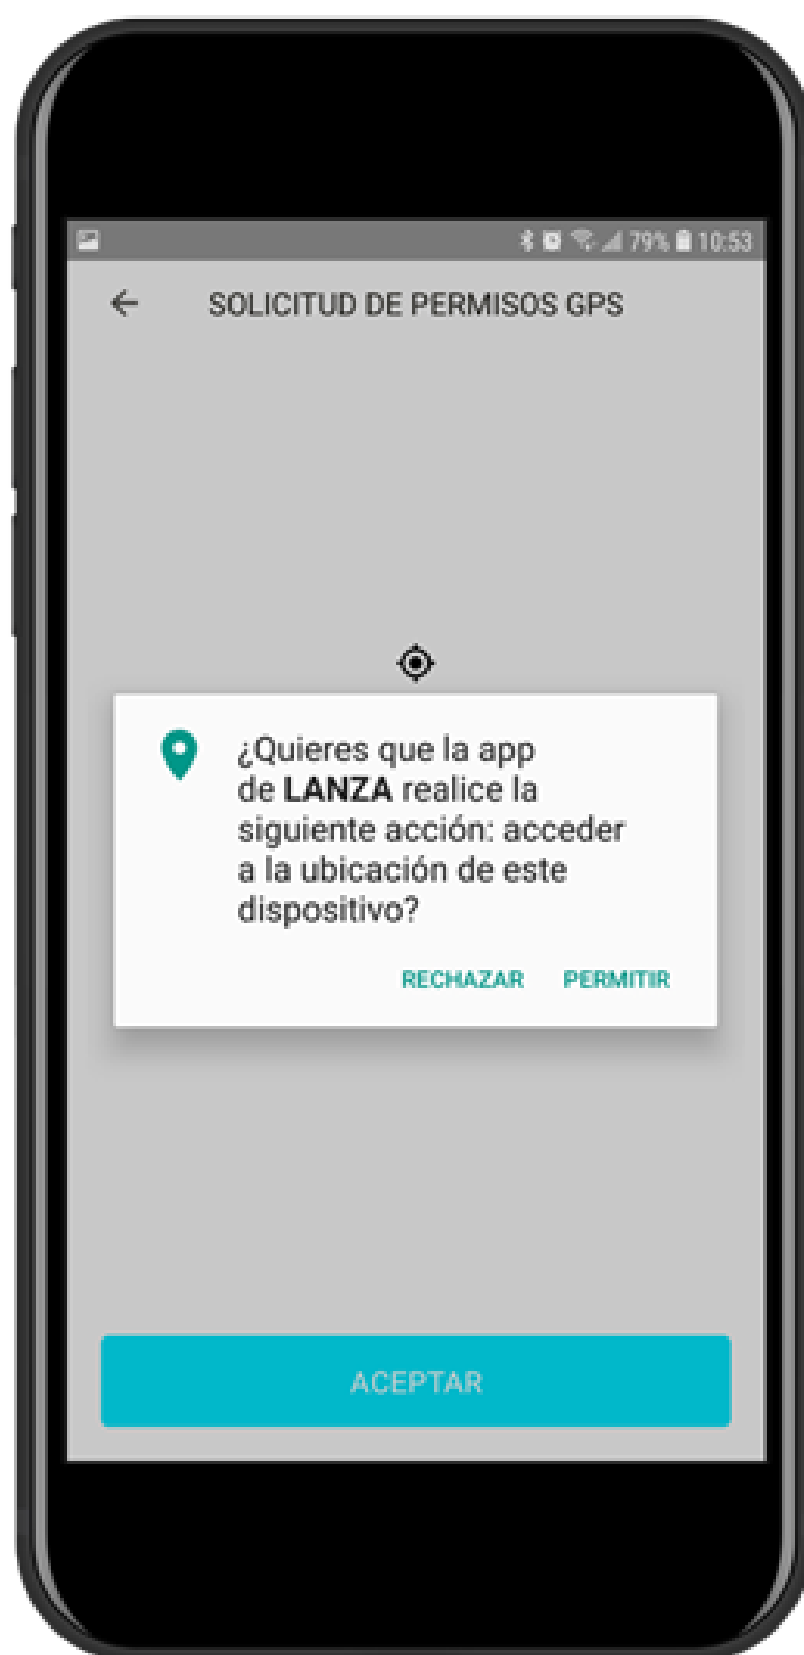 79% 10:53
SOLICITUD DE PERMISOS GPS
¿Quieres que la app
de LANZA realice la
siguiente acción: acceder
a la ubicación de este
dispositivo?
RECHAZAR PERMITIR
ACEPTAR